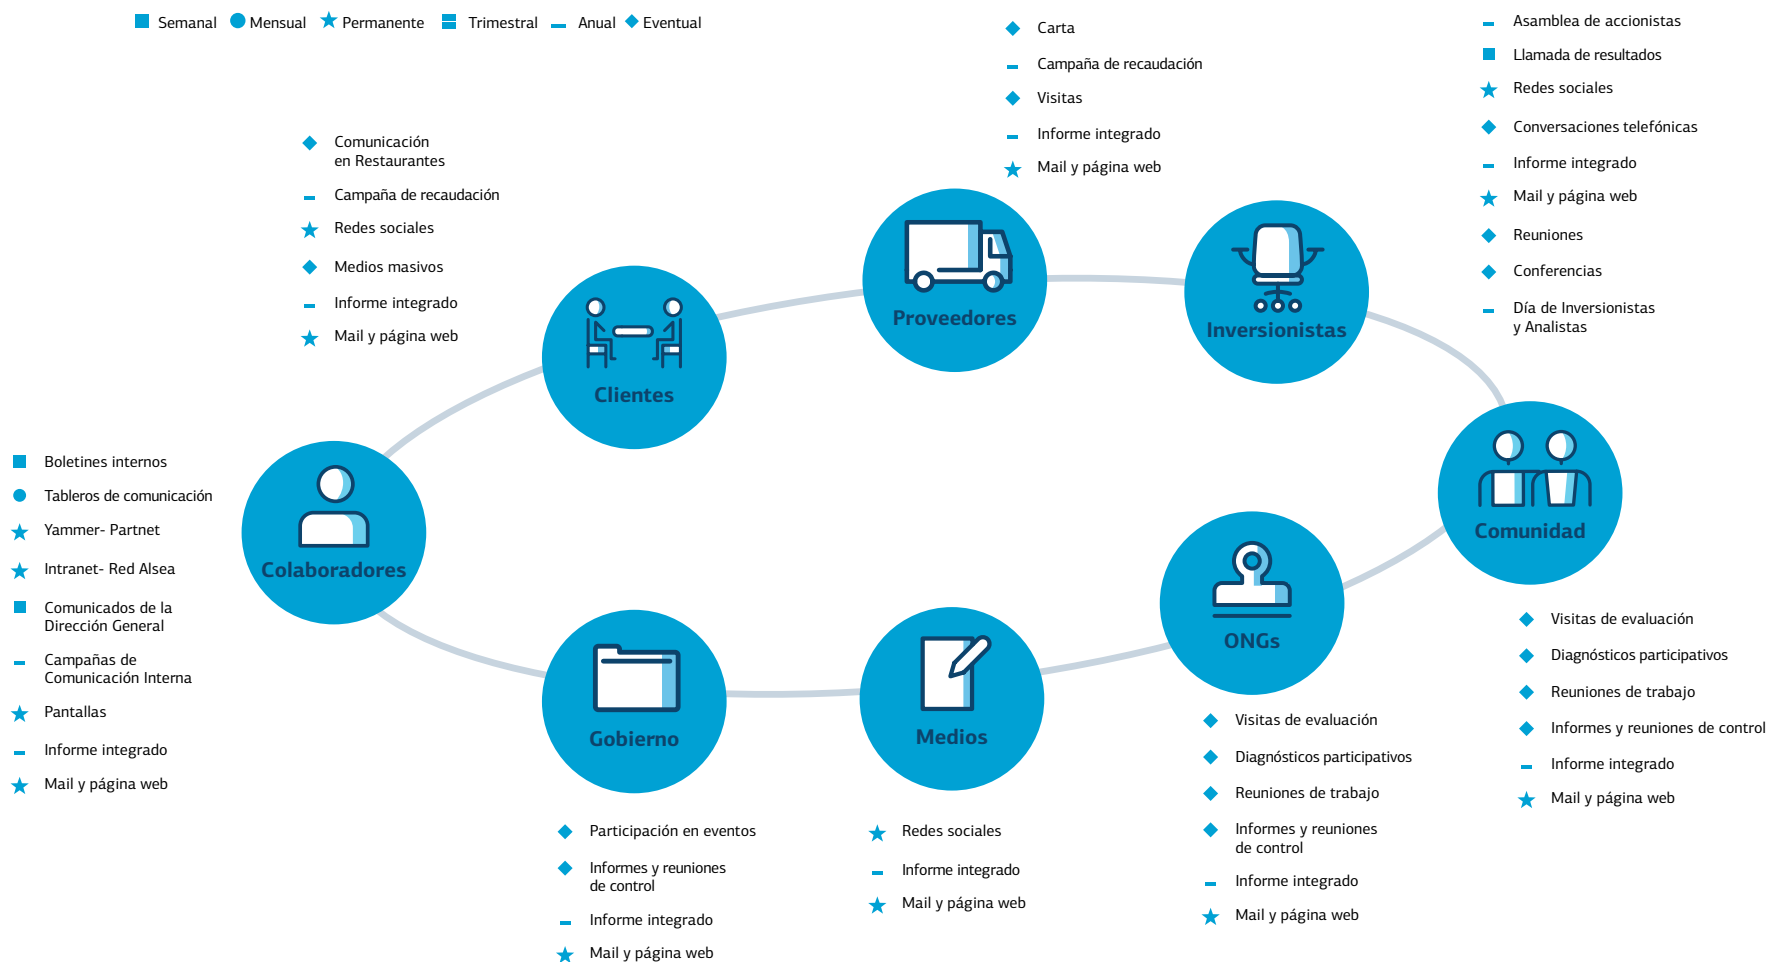 Semanal Mensual Permanente Trimestral Anual Eventual
Comunicación
en Restaurantes
Campaña de recaudación
Redes sociales
Medios masivos
Informe integrado
Mail y página web
Clientes
Carta
Campaña de recaudación
Visitas
Informe integrado
Mail y página web
Proveedores
Asamblea de accionistas
Llamada de resultados
Redes sociales
Conversaciones telefónicas
Informe integrado
Mail y página web
Reuniones
Conferencias
Día de Inversionistas
y Analistas
Inversionistas
Boletines internos
Tableros de comunicación
Yammer- Partnet
Intranet- Red Alsea
Comunicados de la
Dirección General
Campañas de
Comunicación Interna
Pantallas
Informe integrado
Mail y página web
Colaboradores
Gobierno
Participación en eventos
Informes y reuniones
de control
Informe integrado
Mail y página web
Medios
Redes sociales
Informe integrado
Mail y página web
ONGs
Visitas de evaluación
Diagnósticos participativos
Reuniones de trabajo
Informes y reuniones
de control
Informe integrado
Mail y página web
Comunidad
Visitas de evaluación
Diagnósticos participativos
Reuniones de trabajo
Informes y reuniones de control
Informe integrado
Mail y página web